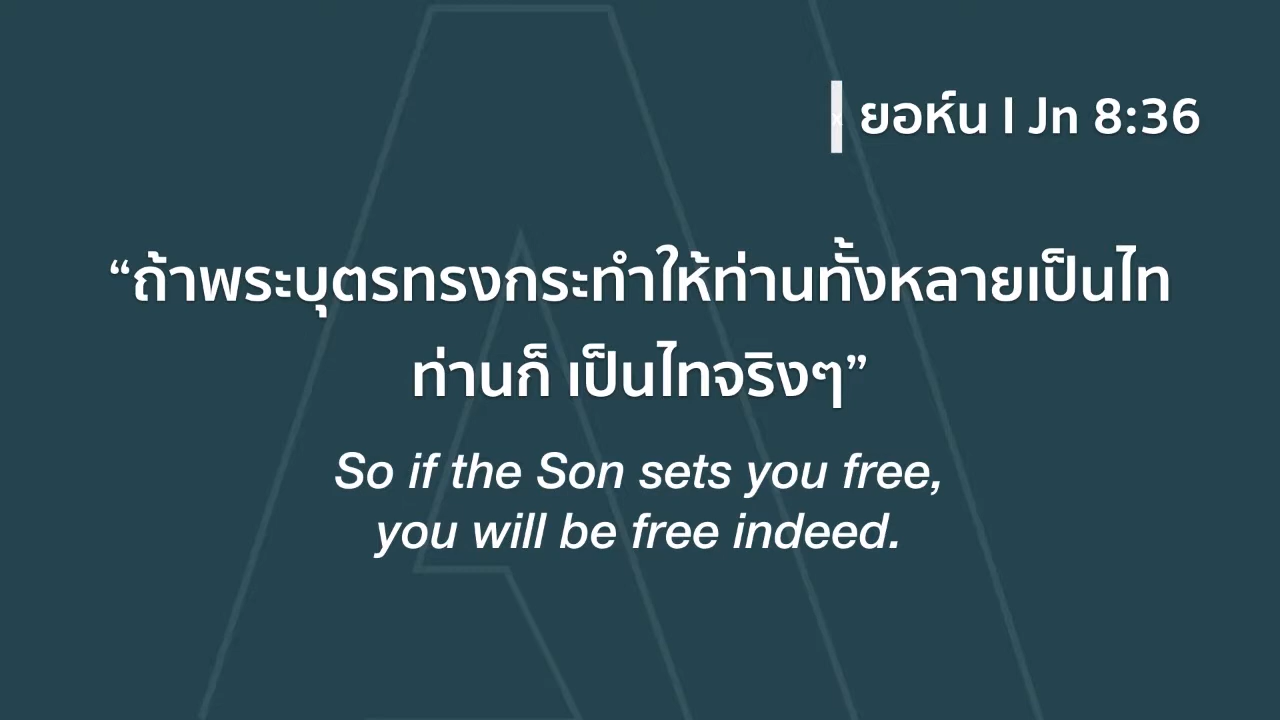 ยอห์น l Jn 8:36
“ถ้าพระบุตรทรงกระทำให้ท่านทั้งหลายเป็นไท
ท่านก็ เป็นไทจริงๆ”
So if the Son sets you free,
you will be free indeed.